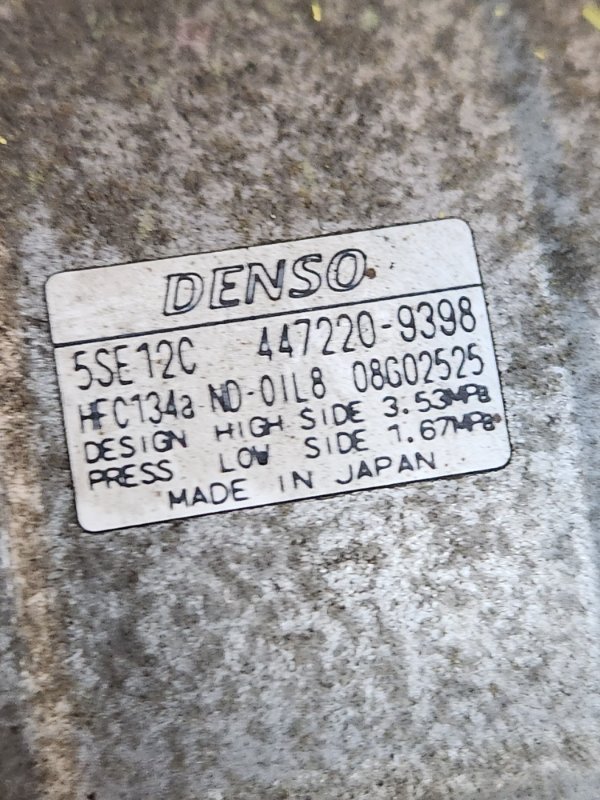 DENSO
5SE12C 447220-9398
HFC134a ND-OIL8 08G02525
DESIGN HIGH SIDE 3.53MPa
PRESS LOW SIDE 1.67MPa
MADE IN JAPAN